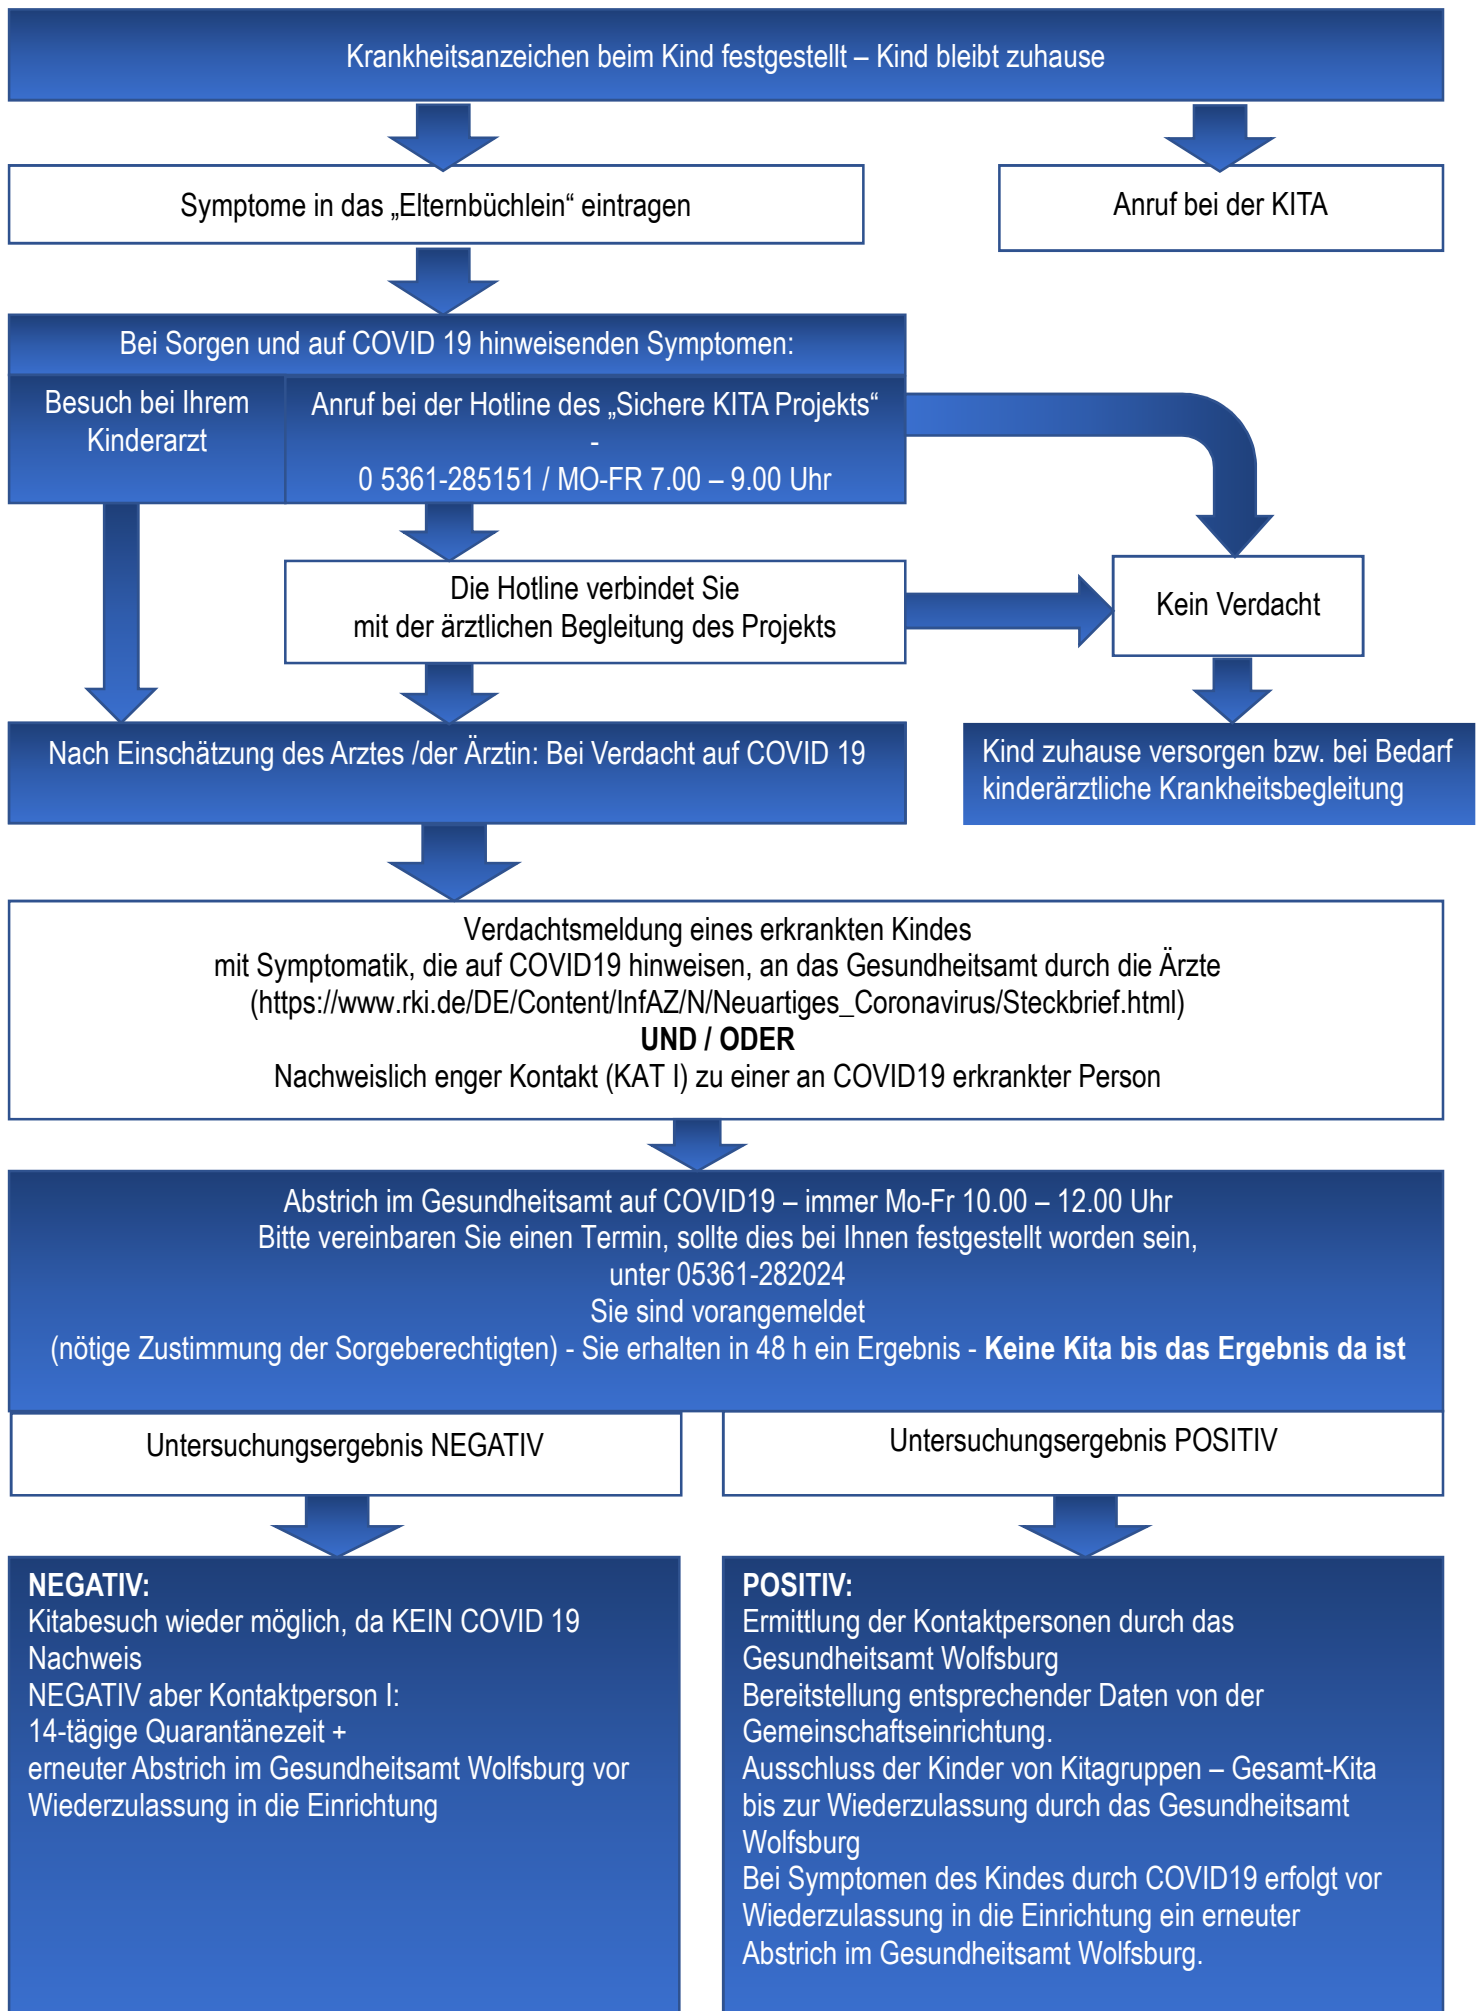 Krankheitsanzeichen beim Kind festgestellt – Kind bleibt zuhause
Symptome in das „Elternbüchlein“ eintragen
Anruf bei der KITA
Bei Sorgen und auf COVID 19 hinweisenden Symptomen:
Besuch bei Ihrem
Kinderarzt
Anruf bei der Hotline des „Sichere KITA Projekts“
-
0 5361-285151 / MO-FR 7.00 – 9.00 Uhr
Die Hotline verbindet Sie
mit der ärztlichen Begleitung des Projekts
Kein Verdacht
Nach Einschätzung des Arztes /der Ärztin: Bei Verdacht auf COVID 19
Kind zuhause versorgen bzw. bei Bedarf
kinderärztliche Krankheitsbegleitung
Verdachtsmeldung eines erkrankten Kindes
mit Symptomatik, die auf COVID19 hinweisen, an das Gesundheitsamt durch die Ärzte
(https://www.rki.de/DE/Content/InfAZ/N/Neuartiges_Coronavirus/Steckbrief.html)
UND / ODER
Nachweislich enger Kontakt (KAT I) zu einer an COVID19 erkrankter Person
Abstrich im Gesundheitsamt auf COVID19 – immer Mo-Fr 10.00 – 12.00 Uhr
Bitte vereinbaren Sie einen Termin, sollte dies bei Ihnen festgestellt worden sein,
unter 05361-282024
Sie sind vorangemeldet
(nötige Zustimmung der Sorgeberechtigten) - Sie erhalten in 48 h ein Ergebnis - Keine Kita bis das Ergebnis da ist
Untersuchungsergebnis NEGATIV
Untersuchungsergebnis POSITIV
NEGATIV:
Kitabesuch wieder möglich, da KEIN COVID 19
Nachweis
NEGATIV aber Kontaktperson I:
14-tägige Quarantänezeit +
erneuter Abstrich im Gesundheitsamt Wolfsburg vor
Wiederzulassung in die Einrichtung
POSITIV:
Ermittlung der Kontaktpersonen durch das
Gesundheitsamt Wolfsburg
Bereitstellung entsprechender Daten von der
Gemeinschaftseinrichtung.
Ausschluss der Kinder von Kitagruppen – Gesamt-Kita
bis zur Wiederzulassung durch das Gesundheitsamt
Wolfsburg
Bei Symptomen des Kindes durch COVID19 erfolgt vor
Wiederzulassung in die Einrichtung ein erneuter
Abstrich im Gesundheitsamt Wolfsburg.